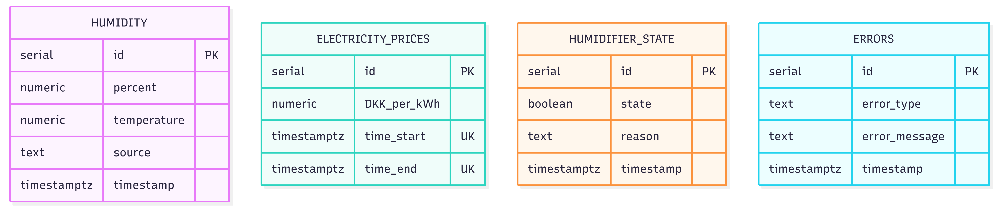 HUMIDITY
serial id PK
numeric percent
numeric temperature
text source
timestamptz timestamp
ELECTRICITY_PRICES
serial id PK
numeric DKK_per_kWh
timestamptz time_start UK
timestamptz time_end UK
HUMIDIFIER_STATE
serial id PK
boolean state
text reason
timestamptz timestamp
ERRORS
serial id PK
text error_type
text error_message
timestamptz timestamp